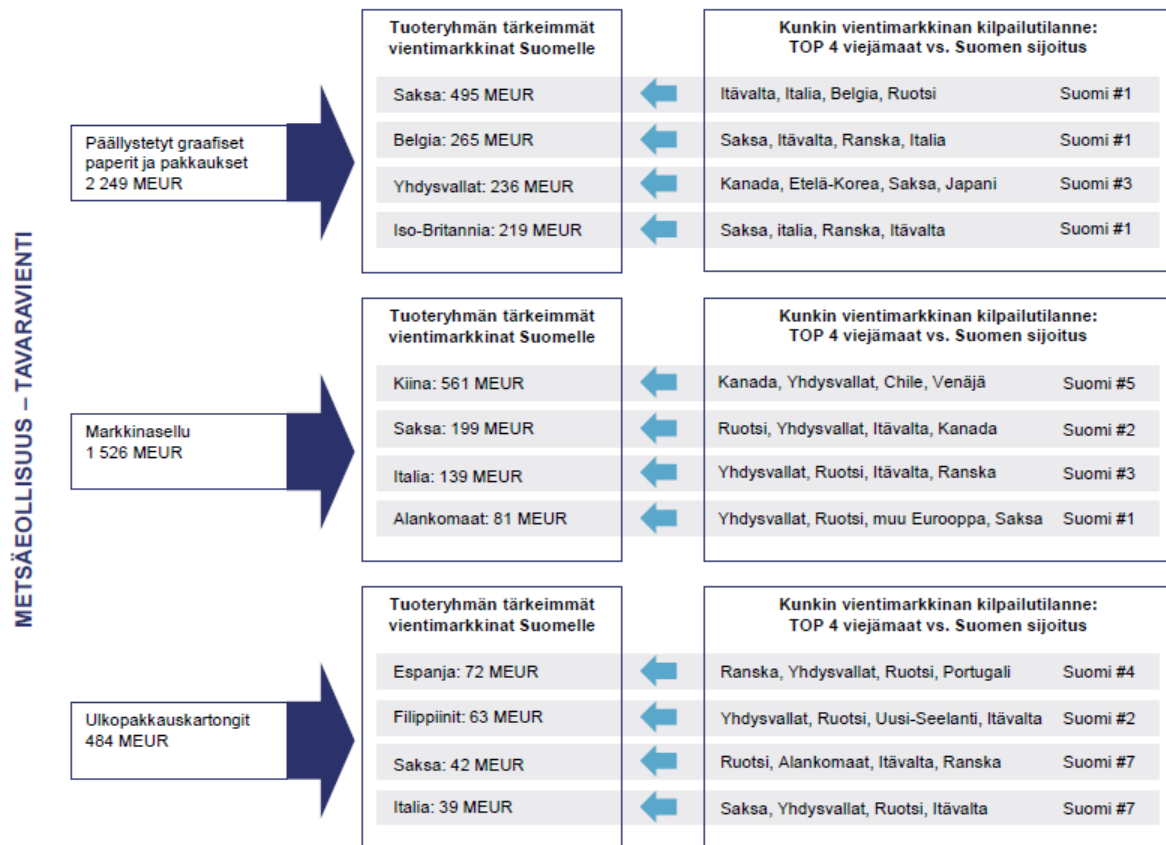 METSÄEOLLISUUS – TAVARAVIENTI
Päällystetyt graafiset
paperit ja pakkaukset
2 249 MEUR
Tuoteryhmän tärkeimmät
vientimarkkinat Suomelle
Kunkin vientimarkkinan kilpailutilanne:
TOP 4 viejämaat vs. Suomen sijoitus
Saksa: 495 MEUR
Itävalta, Italia, Belgia, Ruotsi
Suomi #1
Belgia: 265 MEUR
Saksa, Itävalta, Ranska, Italia
Suomi #1
Yhdysvallat: 236 MEUR
Kanada, Etelä-Korea, Saksa, Japani
Suomi #3
Iso-Britannia: 219 MEUR
Saksa, italia, Ranska, Itävalta
Suomi #1
Markkinasellu
1 526 MEUR
Tuoteryhmän tärkeimmät
vientimarkkinat Suomelle
Kunkin vientimarkkinan kilpailutilanne:
TOP 4 viejämaat vs. Suomen sijoitus
Kiina: 561 MEUR
Kanada, Yhdysvallat, Chile, Venäjä
Suomi #5
Saksa: 199 MEUR
Ruotsi, Yhdysvallat, Itävalta, Kanada
Suomi #2
Italia: 139 MEUR
Yhdysvallat, Ruotsi, Itävalta, Ranska
Suomi #3
Alankomaat: 81 MEUR
Yhdysvallat, Ruotsi, muu Eurooppa, Saksa
Suomi #1
Ulkopakkauskartongit
484 MEUR
Tuoteryhmän tärkeimmät
vientimarkkinat Suomelle
Kunkin vientimarkkinan kilpailutilanne:
TOP 4 viejämaat vs. Suomen sijoitus
Espanja: 72 MEUR
Ranska, Yhdysvallat, Ruotsi, Portugali
Suomi #4
Filippiinit: 63 MEUR
Yhdysvallat, Ruotsi, Uusi-Seelanti, Itävalta
Suomi #2
Saksa: 42 MEUR
Ruotsi, Alankomaat, Itävalta, Ranska
Suomi #7
Italia: 39 MEUR
Saksa, Yhdysvallat, Ruotsi, Itävalta
Suomi #7